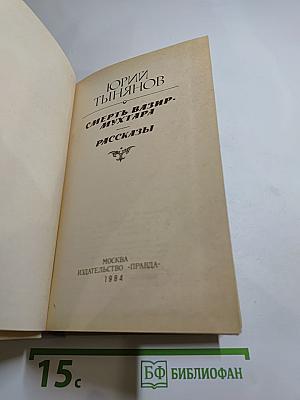 ЮРИЙ
ТЫНЯНОВ
СМЕРТЬ ВАЗИР-
МУХТАРА
РАССКАЗЫ
МОСКВА
ИЗДАТЕЛЬСТВО «ПРАВДА»
1984
15с
БФ БИБЛИОФАН